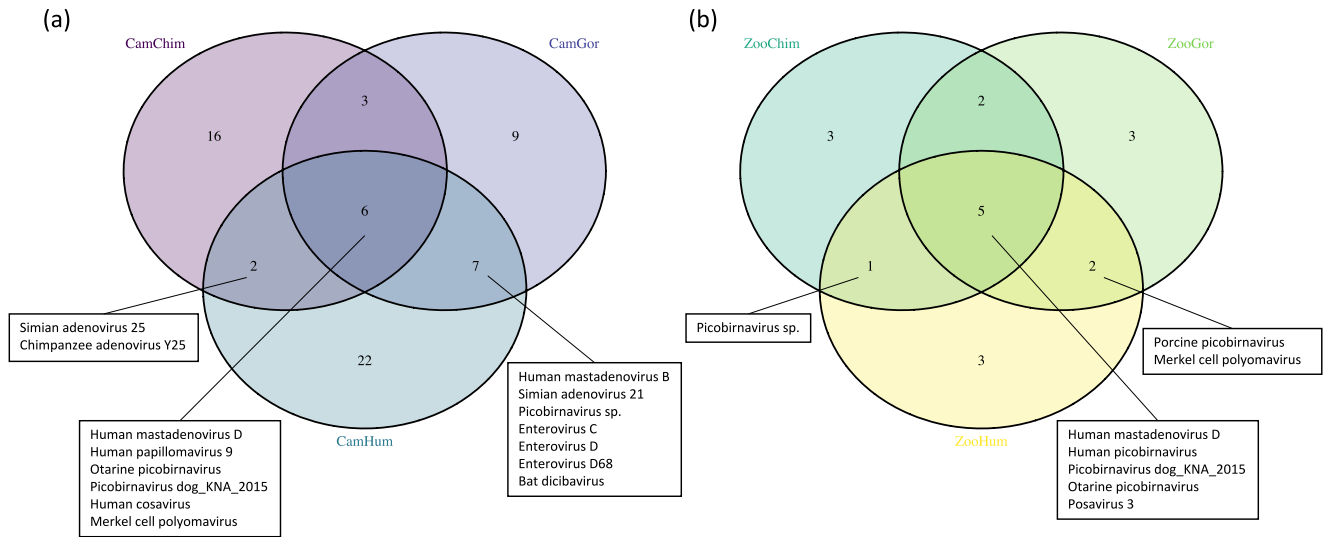 (a)
CamChim
CamGor
3
16
9
6
2
7
Simian adenovirus 25
Chimpanzee adenovirus Y25
22
Human mastadenovirus B
Simian adenovirus 21
Picobirnavirus sp.
Enterovirus C
Enterovirus D
Enterovirus D68
Bat dicibavirus
CamHum
Human mastadenovirus D
Human papillomavirus 9
Otarine picobirnavirus
Picobirnavirus dog_KNA_2015
Human cosavirus
Merkel cell polyomavirus
(b)
ZooChim
ZooGor
2
3
3
5
1
2
Picobirnavirus sp.
Porcine picobirnavirus
Merkel cell polyomavirus
3
ZooHum
Human mastadenovirus D
Human picobirnavirus
Picobirnavirus dog_KNA_2015
Otarine picobirnavirus
Posavirus 3